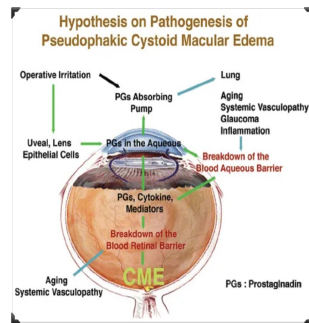 Hypothesis on Pathogenesis of
Pseudophakic Cystoid Macular Edema
Operative Irritation
PGs Absorbing
Pump
Lung
Aging
Systemic Vasculopathy
Glaucoma
Inflammation
Uveal, Lens
Epithelial Cells
PGs in the Aqueous
Breakdown of the
Blood Aqueous Barrier
PGs, Cytokine,
Mediators
Breakdown of the
Blood Retinal Barrier
CME
Aging
Systemic Vasculopathy
PGs : Prostagladin